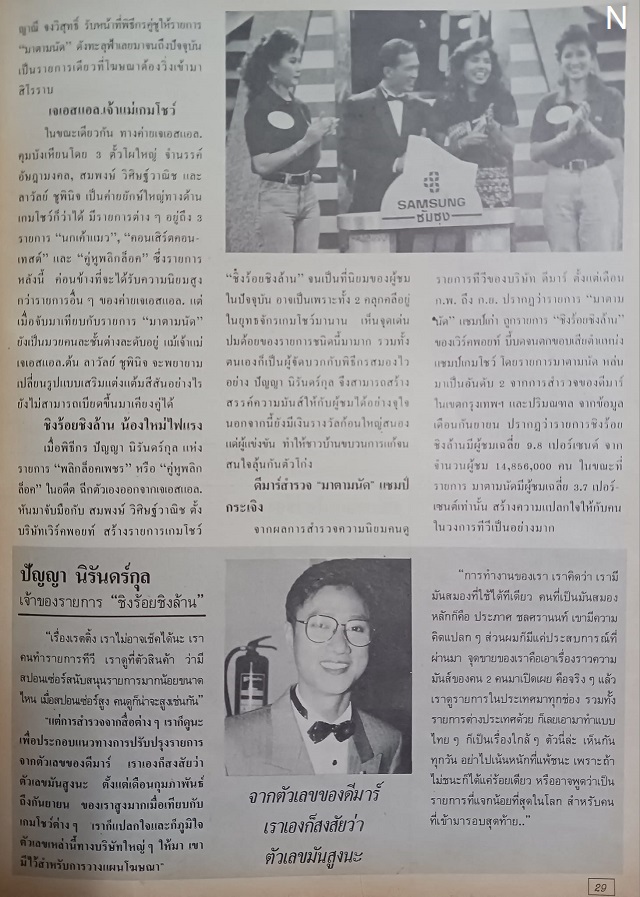 N
ญาณี จงวิสุทธิ์ รับหน้าที่พิธีกรคู่ชูให้รายการ
"มาตามนัด" ดังทะลุฟ้าเลยมาจนถึงปัจจุบัน
เป็นรายการเดียวที่โฆษณาต้องวิ่งเข้ามา
สิโรราบ
เจเอสแอล.เจ้าแม่เกมโชว์
ในขณะเดียวกัน ทางค่ายเจเอสแอล.
คุมบังเหียนโดย 3 ตั้วโผใหญ่ จำนรรค์
อัษฎามงคล, สมพงษ์ วิศิษฐ์วาณิช และ
ลาวัลย์ ชูพินิจ เป็นค่ายยักษ์ใหญ่ทางด้าน
เกมโชว์ก็ว่าได้ มีรายการต่าง ๆ อยู่ถึง 3
รายการ "นกเค้าแมว", "คอนเสิร์ตคอน-
เทสต์" และ "คู่หูพลิกล็อค" ซึ่งรายการ
หลังนี้ ค่อนข้างที่จะได้รับความนิยมสูง
กว่ารายการอื่น ๆ ของค่ายเจเอสแอล. แต่
เมื่อจับมาเทียบกับรายการ "มาตามนัด"
ยังเป็นมวยคนละชั้นต่างระดับอยู่ แม้เจ้าแม่
เจเอสแอล.ต้น ลาวัลย์ ชูพินิจ จะพยายาม
เปลี่ยนรูปแบบเสริมแต่งแต้มสีสันอย่างไร
ยังไม่สามารถเบียดขึ้นมาเคียงคู่ได้
ชิงร้อยชิงล้าน น้องใหม่ไฟแรง
เมื่อพิธีกร ปัญญา นิรันดร์กุล แห่ง
รายการ "พลิกล็อคเพชร" หรือ "คู่หูพลิก
ล็อค" ในอดีต ฉีกตัวเองออกจากเจเอสแอล.
หันมาจับมือกับ สมพงษ์ วิศิษฐ์วาณิช ตั้ง
บริษัทเวิร์คพอยท์ สร้างรายการเกมโชว์
SAMSUNG
ซัมซุง
"ชิงร้อยชิงล้าน" จนเป็นที่นิยมของผู้ชม
ในปัจจุบัน อาจเป็นเพราะทั้ง 2 คลุกคลีอยู่
ในยุทธจักรเกมโชว์มานาน เห็นจุดเด่น
ปมด้อยของรายการชนิดนี้มามาก รวมทั้ง
ตนเองก็เป็นผู้จัดบวกกับพิธีกรสมองไว
อย่าง ปัญญา นิรันดร์กุล จึงสามารถสร้าง
สรรค์ความมันส์ให้กับผู้ชมได้อย่างจุใจ
นอกจากนี้ยังมีเงินรางวัลก้อนใหญ่สนอง
แด่ผู้แข่งขัน ทำให้ชาวบ้านขบวนการแก้จน
สนใจลุ้นกันตัวโก่ง
ดีมาร์สำรวจ "มาตามนัด" แชมป์
กระเจิง
จากผลการสำรวจความนิยมคนดู
รายการทีวีของบริษัท ดีมาร์ ตั้งแต่เดือน
ก.พ. ถึง ก.ย. ปรากฏว่ารายการ "มาตาม
นัด" แชมป์เก่า ถูกรายการ "ชิงร้อยชิงล้าน"
ของเวิร์คพอยท์ บี้บดจนตกขอบเสียตำแหน่ง
แชมป์เกมโชว์ โดยรายการมาตามนัด หล่น
มาเป็นอันดับ 2 จากการสำรวจของดีมาร์
ในเขตกรุงเทพฯ และปริมณฑล จากข้อมูล
เดือนกันยายน ปรากฏว่ารายการชิงร้อย
ชิงล้านมีผู้ชมเฉลี่ย 9.8 เปอร์เซนต์ จาก
จำนวนผู้ชม 14,856,000 คน ในขณะที่
รายการ มาตามนัดมีผู้ชมเฉลี่ย 3.7 เปอร์-
เซนต์เท่านั้น สร้างความแปลกใจให้กับคน
ในวงการทีวีเป็นอย่างมาก
ปัญญา นิรันดร์กุล
เจ้าของรายการ "ชิงร้อยชิงล้าน"
"เรื่องเรตติ้ง เราไม่อาจเช็คได้นะ เรา
คนทำรายการทีวี เราดูที่ตัวสินค้า ว่ามี
สปอนเซ่อร์สนับสนุนรายการมากน้อยขนาด
ไหน เมื่อสปอนเซ่อร์สูง คนดูก็น่าจะสูงเช่นกัน"
"แต่การสำรวจจากสื่อต่าง ๆ เราก็ดูนะ
เพื่อประกอบแนวทางการปรับปรุงรายการ
จากตัวเลขของดีมาร์ เราเองก็สงสัยว่า
ตัวเลขมันสูงนะ ตั้งแต่เดือนกุมภาพันธ์
ถึงกันยายน ของเราสูงมากเมื่อเทียบกับ
เกมโชว์ต่าง ๆ เราก็แปลกใจและก็ภูมิใจ
ตัวเลขเหล่านี้ทางบริษัทใหญ่ ๆ ให้มา เขา
มีไว้สำหรับการวางแผนโฆษณา"
จากตัวเลขของดีมาร์
เราเองก็สงสัยว่า
ตัวเลขมันสูงนะ
"การทำงานของเรา เราคิดว่า เรามี
มันสมองที่ใช้ได้ทีเดียว คนที่เป็นมันสมอง
หลักก็คือ ประภาศ ชลศรานนท์ เขามีความ
คิดแปลก ๆ ส่วนผมก็มีแค่ประสบการณ์ที่
ผ่านมา จุดขายของเราคือเอาเรื่องราวความ
มันส์ของคน 2 คนมาเปิดเผย คือจริง ๆ แล้ว
เราดูรายการในประเทศมาทุกช่อง รวมทั้ง
รายการต่างประเทศด้วย ก็เลยเอามาทำแบบ
ไทย ๆ ก็เป็นเรื่องใกล้ ๆ ตัวนี่ล่ะ เห็นกัน
ทุกวัน อย่าไปเน้นหนักที่แพ้ชนะ เพราะถ้า
ไม่ชนะก็ได้แค่ร้อยเดียว หรืออาจพูดว่าเป็น
รายการที่แจกน้อยที่สุดในโลก สำหรับคน
ที่เข้ามารอบสุดท้าย.."
29